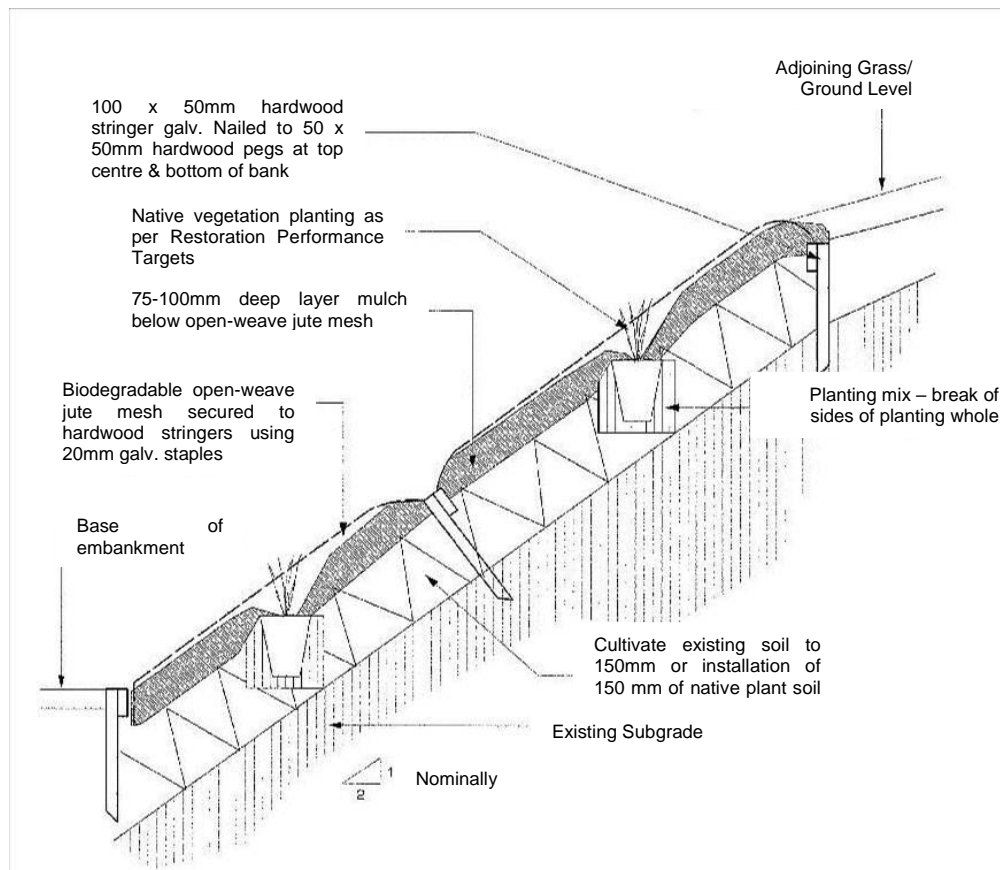 Adjoining Grass/
Ground Level
100 x 50mm hardwood
stringer galv. Nailed to 50 x
50mm hardwood pegs at top
centre & bottom of bank
Native vegetation planting as
per Restoration Performance
Targets
75-100mm deep layer mulch
below open-weave jute mesh
Biodegradable open-weave
jute mesh secured to
hardwood stringers using
20mm galv. staples
Planting mix – break of
sides of planting whole
Base of
embankment
Cultivate existing soil to
150mm or installation of
150 mm of native plant soil
Existing Subgrade
1
Nominally
2